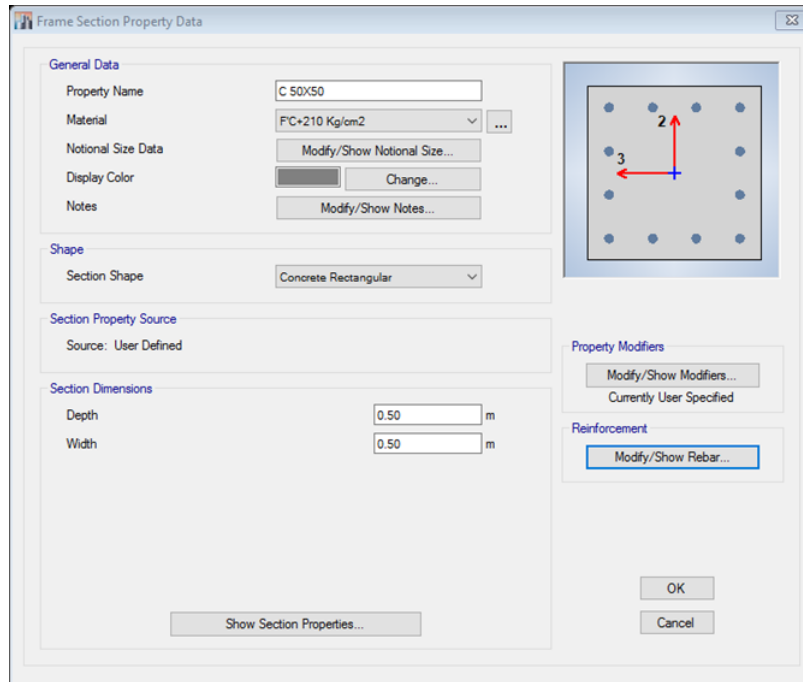 Frame Section Property Data
General Data
Property Name C 50X50
Material F'C+210 Kg/cm2 ...
Notional Size Data Modify/Show Notional Size...
Display Color Change...
Notes Modify/Show Notes...
2
3
Shape
Section Shape Concrete Rectangular
Section Property Source
Source: User Defined
Property Modifiers
Modify/Show Modifiers...
Currently User Specified
Section Dimensions
Depth 0.50 m
Width 0.50 m
Reinforcement
Modify/Show Rebar...
Show Section Properties...
OK
Cancel